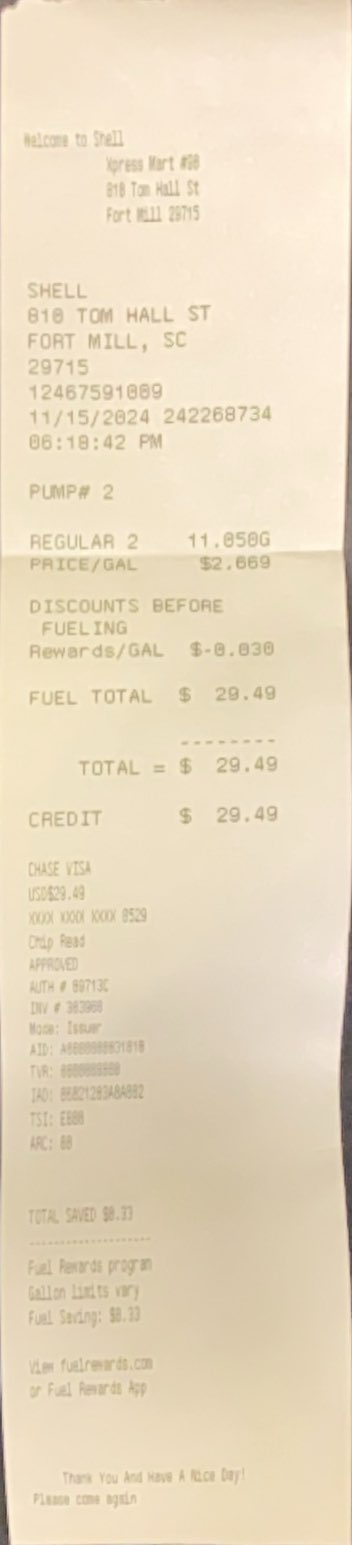 Welcome to Shell
Xpress Mart #90
810 Tom Hall St
Fort Mill 29715
SHELL
810 TOM HALL ST
FORT MILL, SC
29715
12467591009
11/15/2024 242268734
06:18:42 PM
PUMP# 2
REGULAR 2 11.050G
PRICE/GAL $2.669
DISCOUNTS BEFORE
FUELING
Rewards/GAL $-0.030
FUEL TOTAL $ 29.49
--------
TOTAL = $ 29.49
CREDIT $ 29.49
CHASE VISA
USD$29.49
XXXX XXXX XXXX 8529
Chip Read
APPROVED
AUTH # 09713C
INV # 303960
Mode: Issuer
AID: A0000000031010
TVR: 0000000000
IAD:
TSI: E800
ARC: 00
TOTAL SAVED $0.33
-------------------
Fuel Rewards program
Gallon limits vary
Fuel Saving: $0.33
View fuelrewards.com
or Fuel Rewards App
Thank You And Have A Nice Day!
Please come again